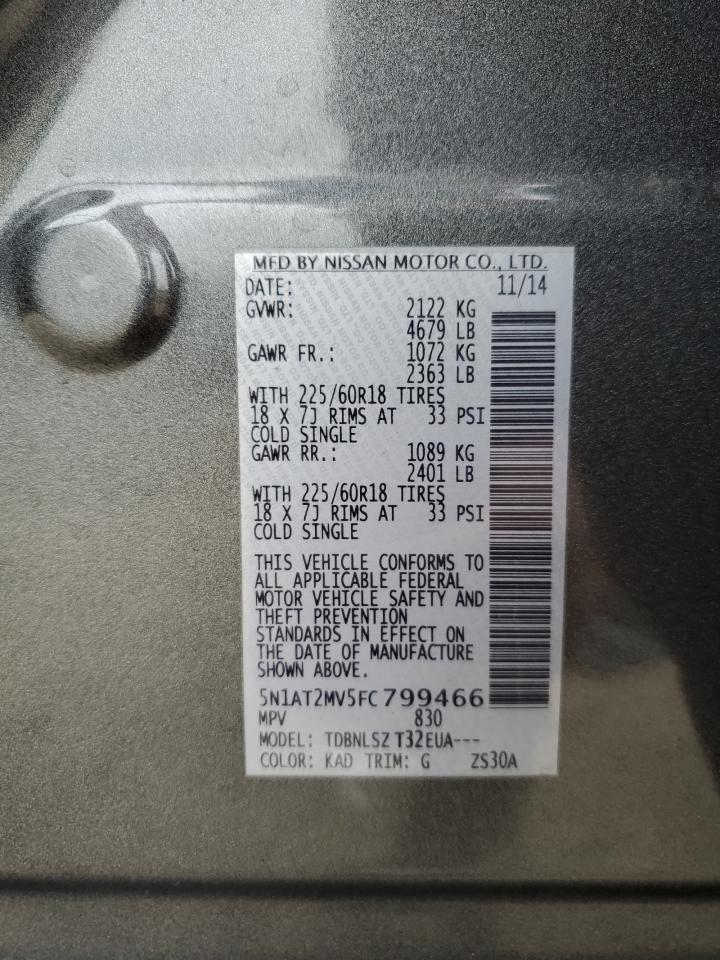 MFD BY NISSAN MOTOR CO., LTD.
DATE: 11/14
GVWR: 2122 KG
4679 LB
GAWR FR.: 1072 KG
2363 LB
WITH 225/60R18 TIRES
18 X 7J RIMS AT 33 PSI
COLD SINGLE
GAWR RR.: 1089 KG
2401 LB
WITH 225/60R18 TIRES
18 X 7J RIMS AT 33 PSI
COLD SINGLE
THIS VEHICLE CONFORMS TO
ALL APPLICABLE FEDERAL
MOTOR VEHICLE SAFETY AND
THEFT PREVENTION
STANDARDS IN EFFECT ON
THE DATE OF MANUFACTURE
SHOWN ABOVE.
5N1AT2MV5FC799466
MPV 830
MODEL: TDBNLSZ T32EUA---
COLOR: KAD TRIM: G ZS30A